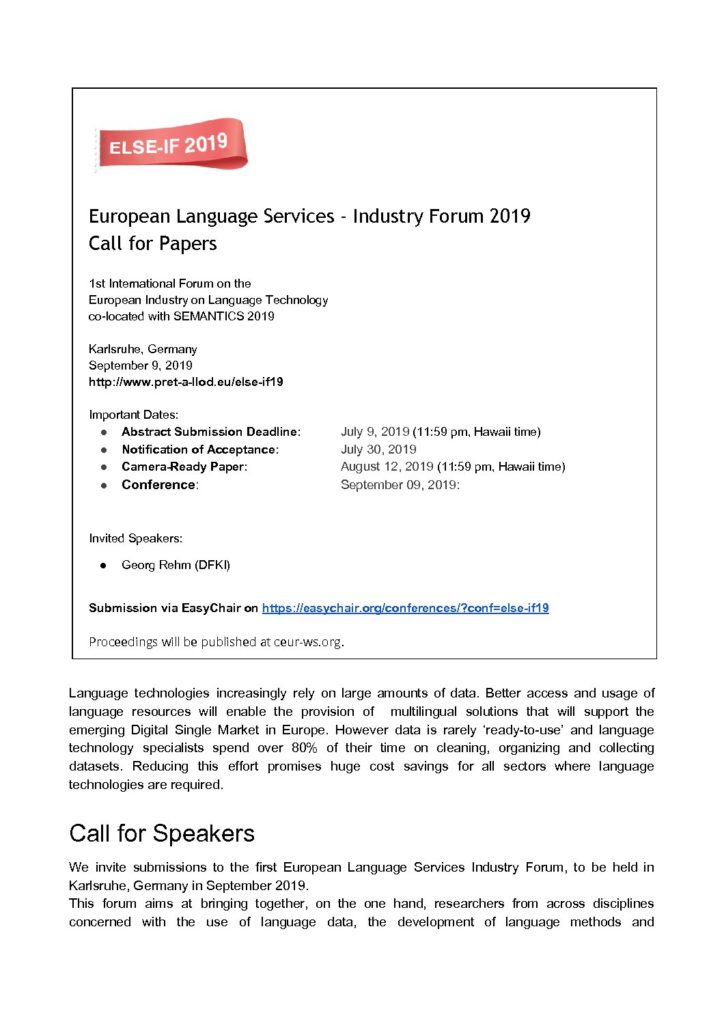 ELSE-IF 2019
European Language Services - Industry Forum 2019
Call for Papers
1st International Forum on the
European Industry on Language Technology
co-located with SEMANTICS 2019
Karlsruhe, Germany
September 9, 2019
http://www.pret-a-llod.eu/else-if19
Important Dates:
● Abstract Submission Deadline: July 9, 2019 (11:59 pm, Hawaii time)
● Notification of Acceptance: July 30, 2019
● Camera-Ready Paper: August 12, 2019 (11:59 pm, Hawaii time)
● Conference: September 09, 2019:
Invited Speakers:
● Georg Rehm (DFKI)
Submission via EasyChair on https://easychair.org/conferences/?conf=else-if19
Proceedings will be published at ceur-ws.org.
Language technologies increasingly rely on large amounts of data. Better access and usage of
language resources will enable the provision of multilingual solutions that will support the
emerging Digital Single Market in Europe. However data is rarely ‘ready-to-use’ and language
technology specialists spend over 80% of their time on cleaning, organizing and collecting
datasets. Reducing this effort promises huge cost savings for all sectors where language
technologies are required.
Call for Speakers
We invite submissions to the first European Language Services Industry Forum, to be held in
Karlsruhe, Germany in September 2019.
This forum aims at bringing together, on the one hand, researchers from across disciplines
concerned with the use of language data, the development of language methods and